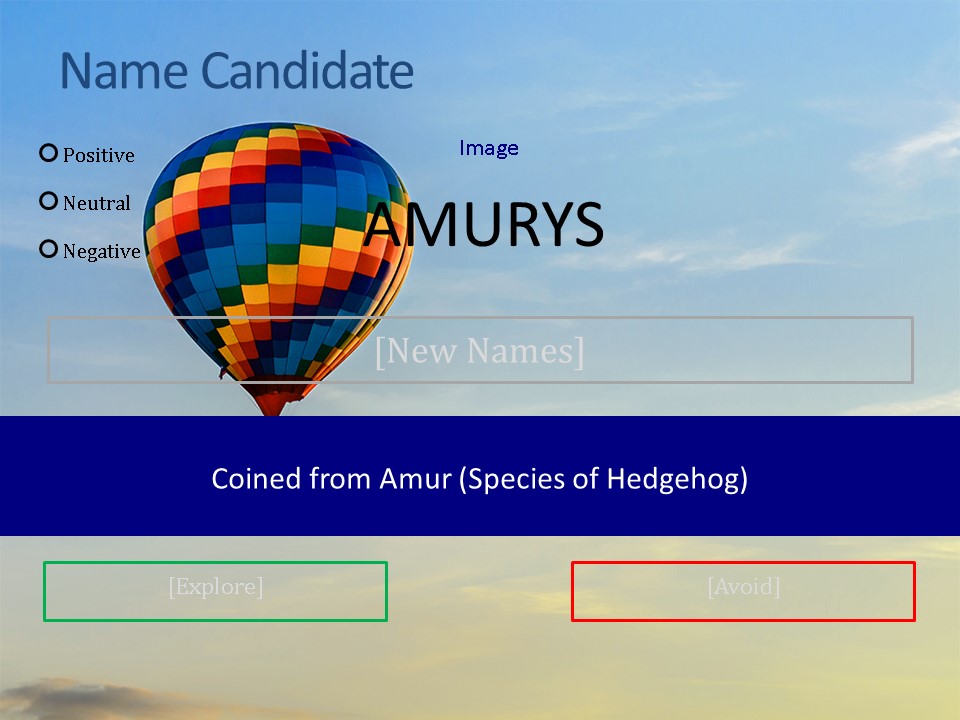 Name Candidate
Positive
Image
Neutral
AMURYS
Negative
[New Names]
Coined from Amur (Species of Hedgehog)
[Explore]
[Avoid]